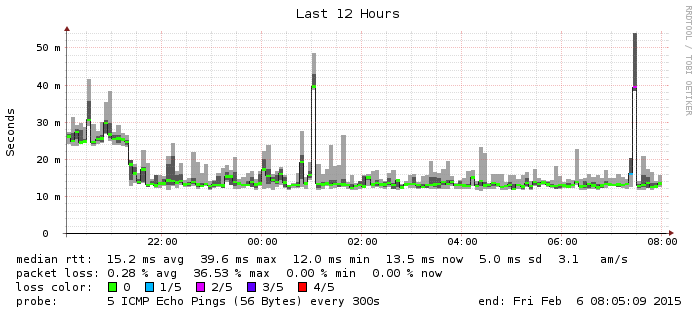 Last 12 Hours
RRDTOOL / TOBI OETIKER
Seconds
50 m
40 m
30 m
20 m
10 m
0
22:00 00:00 02:00 04:00 06:00 08:00
median rtt: 15.2 ms avg 39.6 ms max 12.0 ms min 13.5 ms now 5.0 ms sd 3.1 am/s
packet loss: 0.28 % avg 36.53 % max 0.00 % min 0.00 % now
loss color: 0 1/5 2/5 3/5 4/5
probe: 5 ICMP Echo Pings (56 Bytes) every 300s end: Fri Feb 6 08:05:09 2015